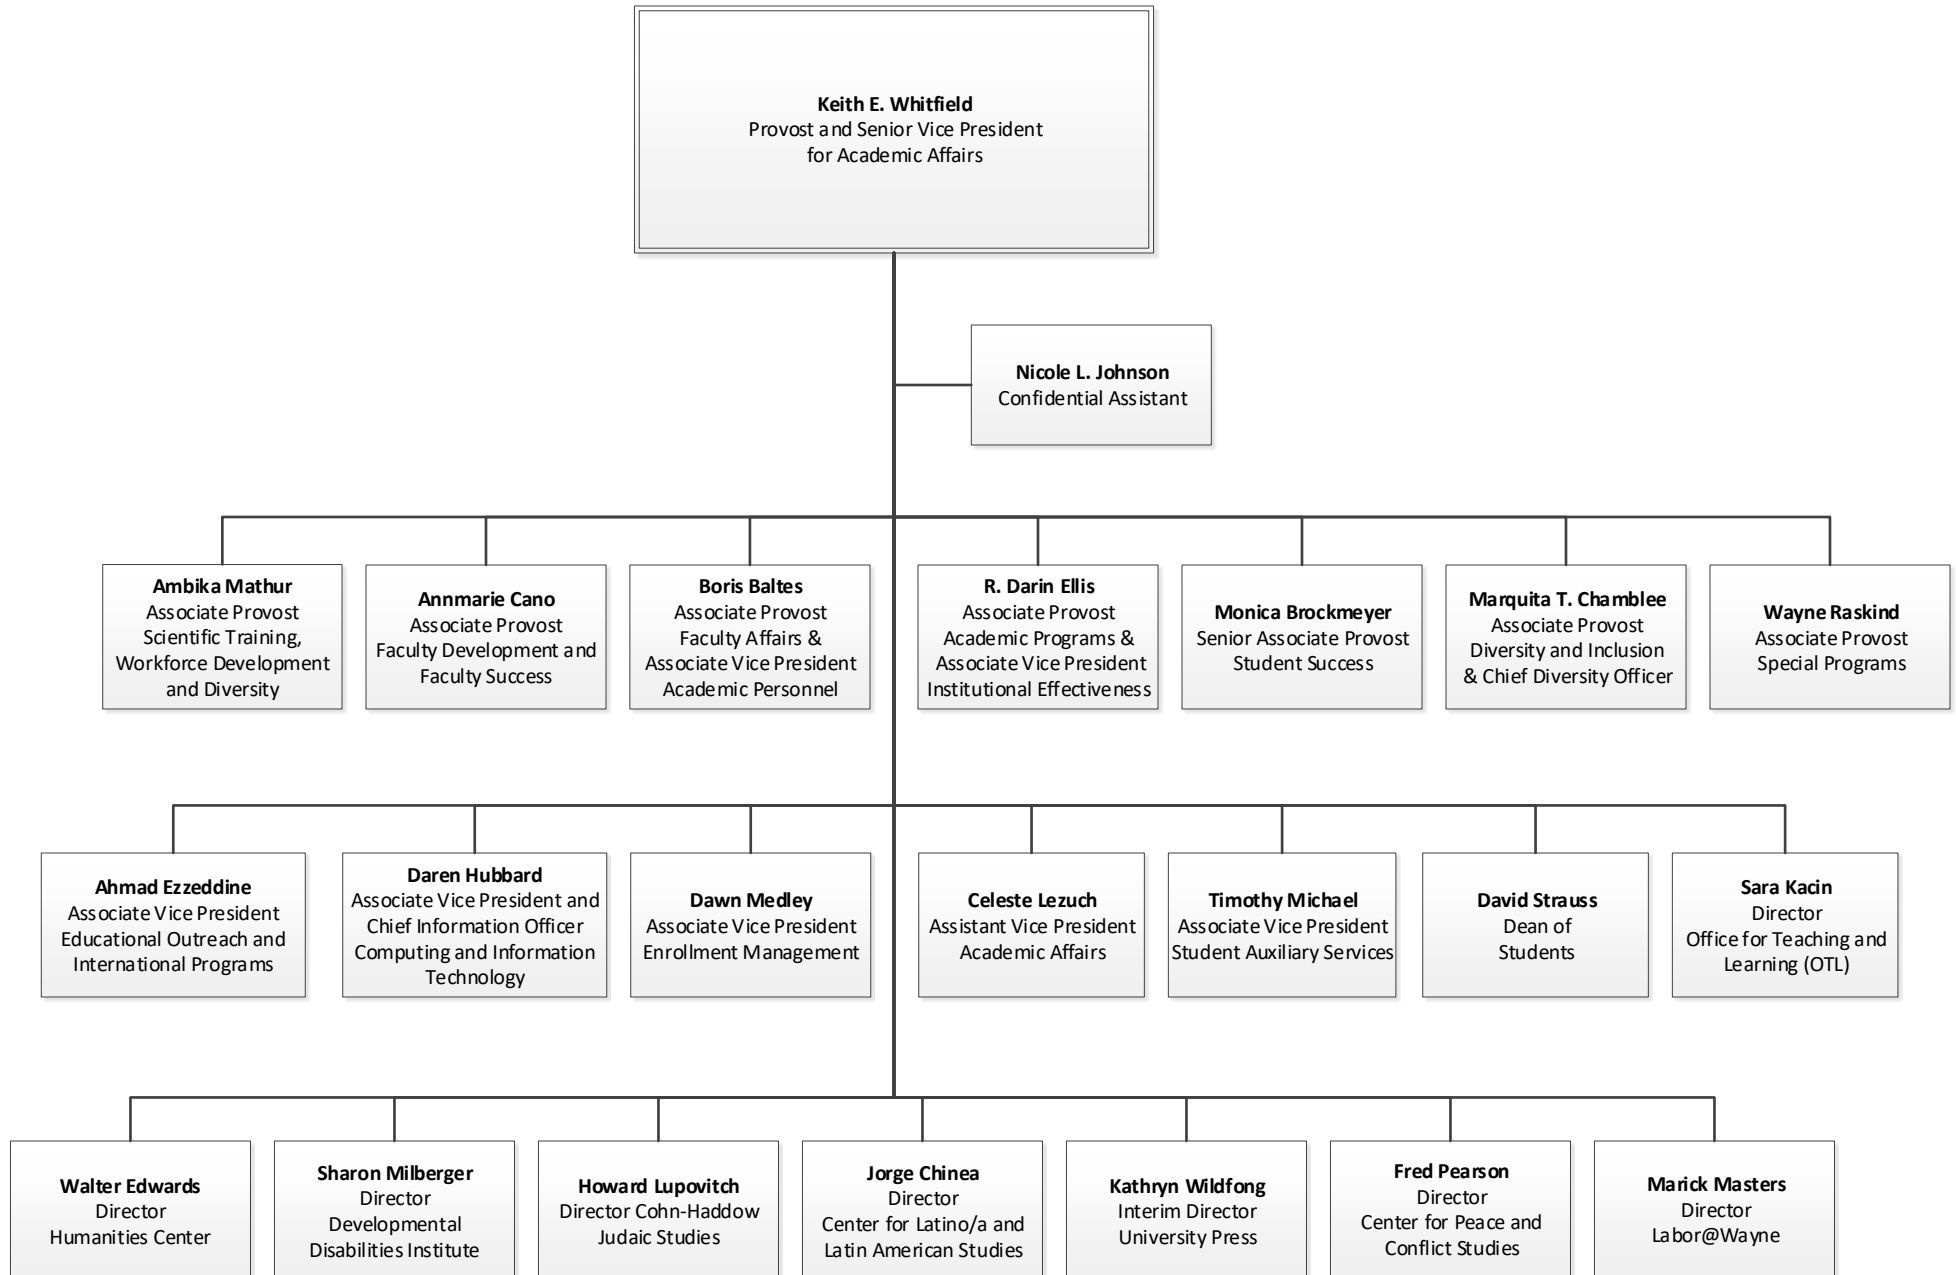 Keith E. Whitfield
Provost and Senior Vice President
for Academic Affairs
Nicole L. Johnson
Confidential Assistant
Ambika Mathur
Associate Provost
Scientific Training,
Workforce Development
and Diversity
Annmarie Cano
Associate Provost
Faculty Development and
Faculty Success
Boris Baltes
Associate Provost
Faculty Affairs &
Associate Vice President
Academic Personnel
R. Darin Ellis
Associate Provost
Academic Programs &
Associate Vice President
Institutional Effectiveness
Monica Brockmeyer
Senior Associate Provost
Student Success
Marquita T. Chamblee
Associate Provost
Diversity and Inclusion
& Chief Diversity Officer
Wayne Raskind
Associate Provost
Special Programs
Ahmad Ezzeddine
Associate Vice President
Educational Outreach and
International Programs
Daren Hubbard
Associate Vice President and
Chief Information Officer
Computing and Information
Technology
Dawn Medley
Associate Vice President
Enrollment Management
Celeste Lezuch
Assistant Vice President
Academic Affairs
Timothy Michael
Associate Vice President
Student Auxiliary Services
David Strauss
Dean of
Students
Sara Kacin
Director
Office for Teaching and
Learning (OTL)
Walter Edwards
Director
Humanities Center
Sharon Milberger
Director
Developmental
Disabilities Institute
Howard Lupovitch
Director Cohn-Haddow
Judaic Studies
Jorge Chinea
Director
Center for Latino/a and
Latin American Studies
Kathryn Wildfong
Interim Director
University Press
Fred Pearson
Director
Center for Peace and
Conflict Studies
Marick Masters
Director
Labor@Wayne